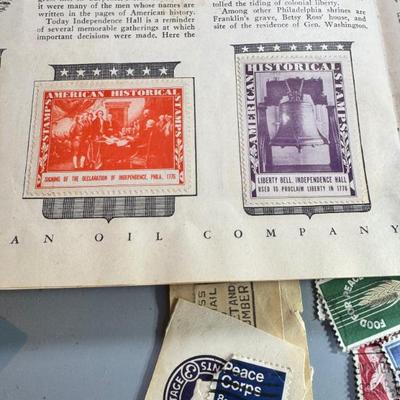 it were many of the men whose names are
written in the pages of American history.
Today Independence Hall is a reminder
of several memorable gatherings at which
important decisions were made. Here the
tolled the tiding of colonial liberty.
Among other Philadelphia shrines are
Franklin's grave, Betsy Ross' house, and
site of the residence of Gen. Washington,
AMERICAN HISTORICAL
STAMPS
STAMPS
SIGNING OF THE DECLARATION OF INDEPENDENCE, PHILA. 1776
AMERICAN
HISTORICAL
STAMPS
LIBERTY BELL, INDEPENDENCE HALL
USED TO PROCLAIM LIBERTY IN 1776
AN OIL COMPANY
Peace
Corps
FOOD FOR PEACE